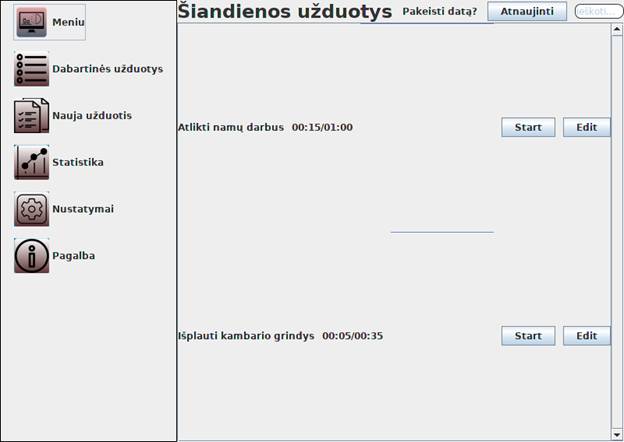 Meniu
Dabartinės užduotys
Nauja užduotis
Statistika
Nustatymai
Pagalba
Šiandienos užduotys Pakeisti datą? Atnaujinti Ieškoti...
Atlikti namų darbus 00:15/01:00 Start Edit
Išplauti kambario grindys 00:05/00:35 Start Edit